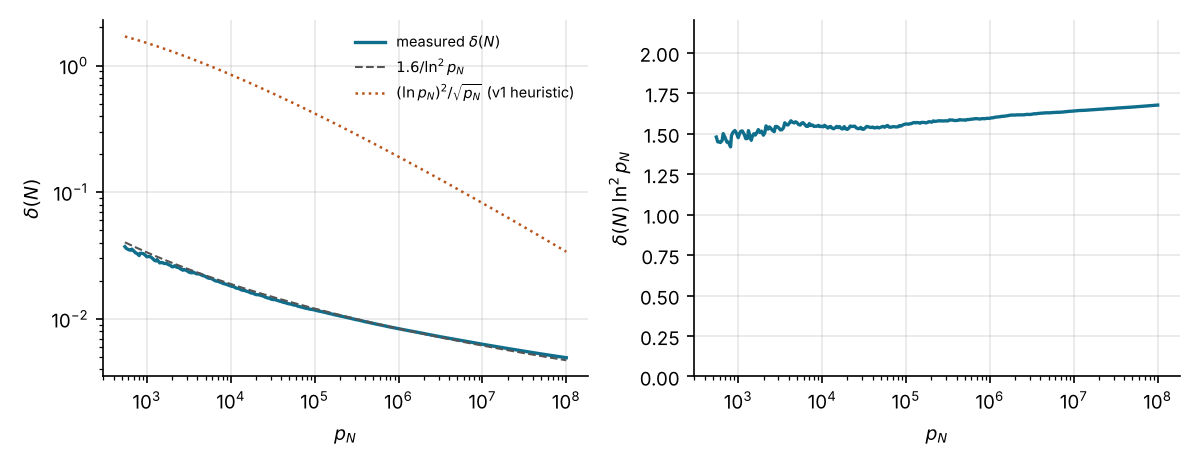 measured δ(N)
1.6/ln² p_N
(ln p_N)²/√p_N (v1 heuristic)
δ(N)
10⁰
10⁻¹
10⁻²
10³ 10⁴ 10⁵ 10⁶ 10⁷ 10⁸
p_N
δ(N) ln² p_N
2.00
1.75
1.50
1.25
1.00
0.75
0.50
0.25
0.00
10³ 10⁴ 10⁵ 10⁶ 10⁷ 10⁸
p_N